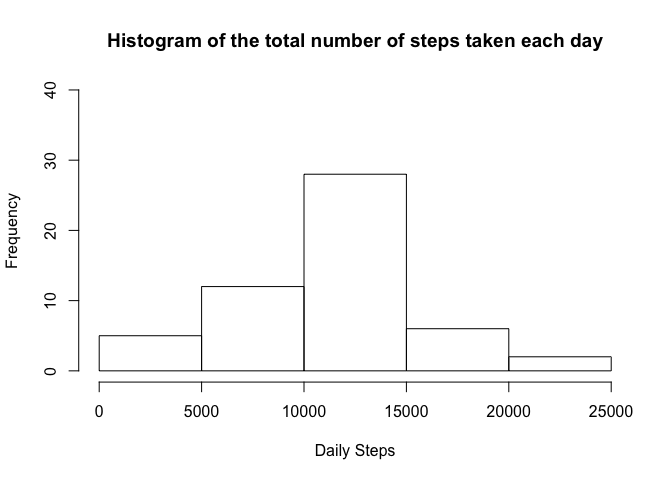 Histogram of the total number of steps taken each day
40
30
20
10
0
Frequency
0 5000 10000 15000 20000 25000
Daily Steps